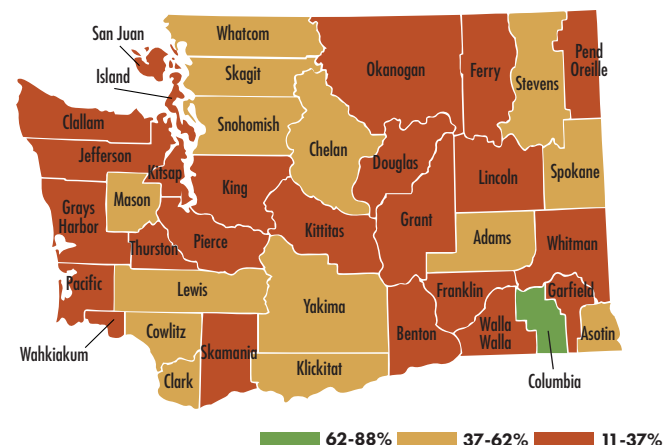 San Juan
Whatcom
Island
Skagit
Okanogan
Ferry
Stevens
Pend
Oreille
Clallam
Snohomish
Chelan
Jefferson
Kitsap
Douglas
Lincoln
Spokane
Mason
King
Grays
Harbor
Kittitas
Grant
Adams
Whitman
Thurston
Pierce
Pacific
Lewis
Yakima
Franklin
Garfield
Wahkiakum
Cowlitz
Skamania
Benton
Walla
Walla
Asotin
Clark
Klickitat
Columbia
62-88%
37-62%
11-37%